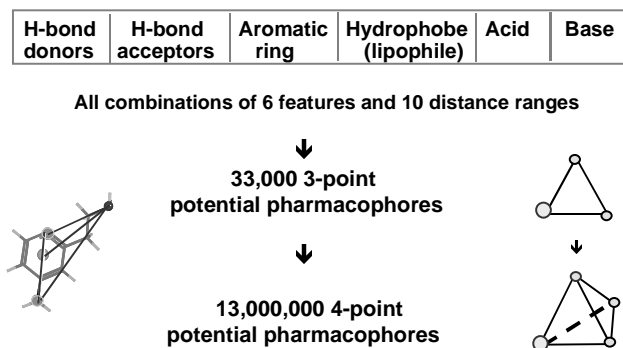 H-bond donors
H-bond acceptors
Aromatic ring
Hydrophobe (lipophile)
Acid
Base
All combinations of 6 features and 10 distance ranges
33,000 3-point
potential pharmacophores
13,000,000 4-point
potential pharmacophores